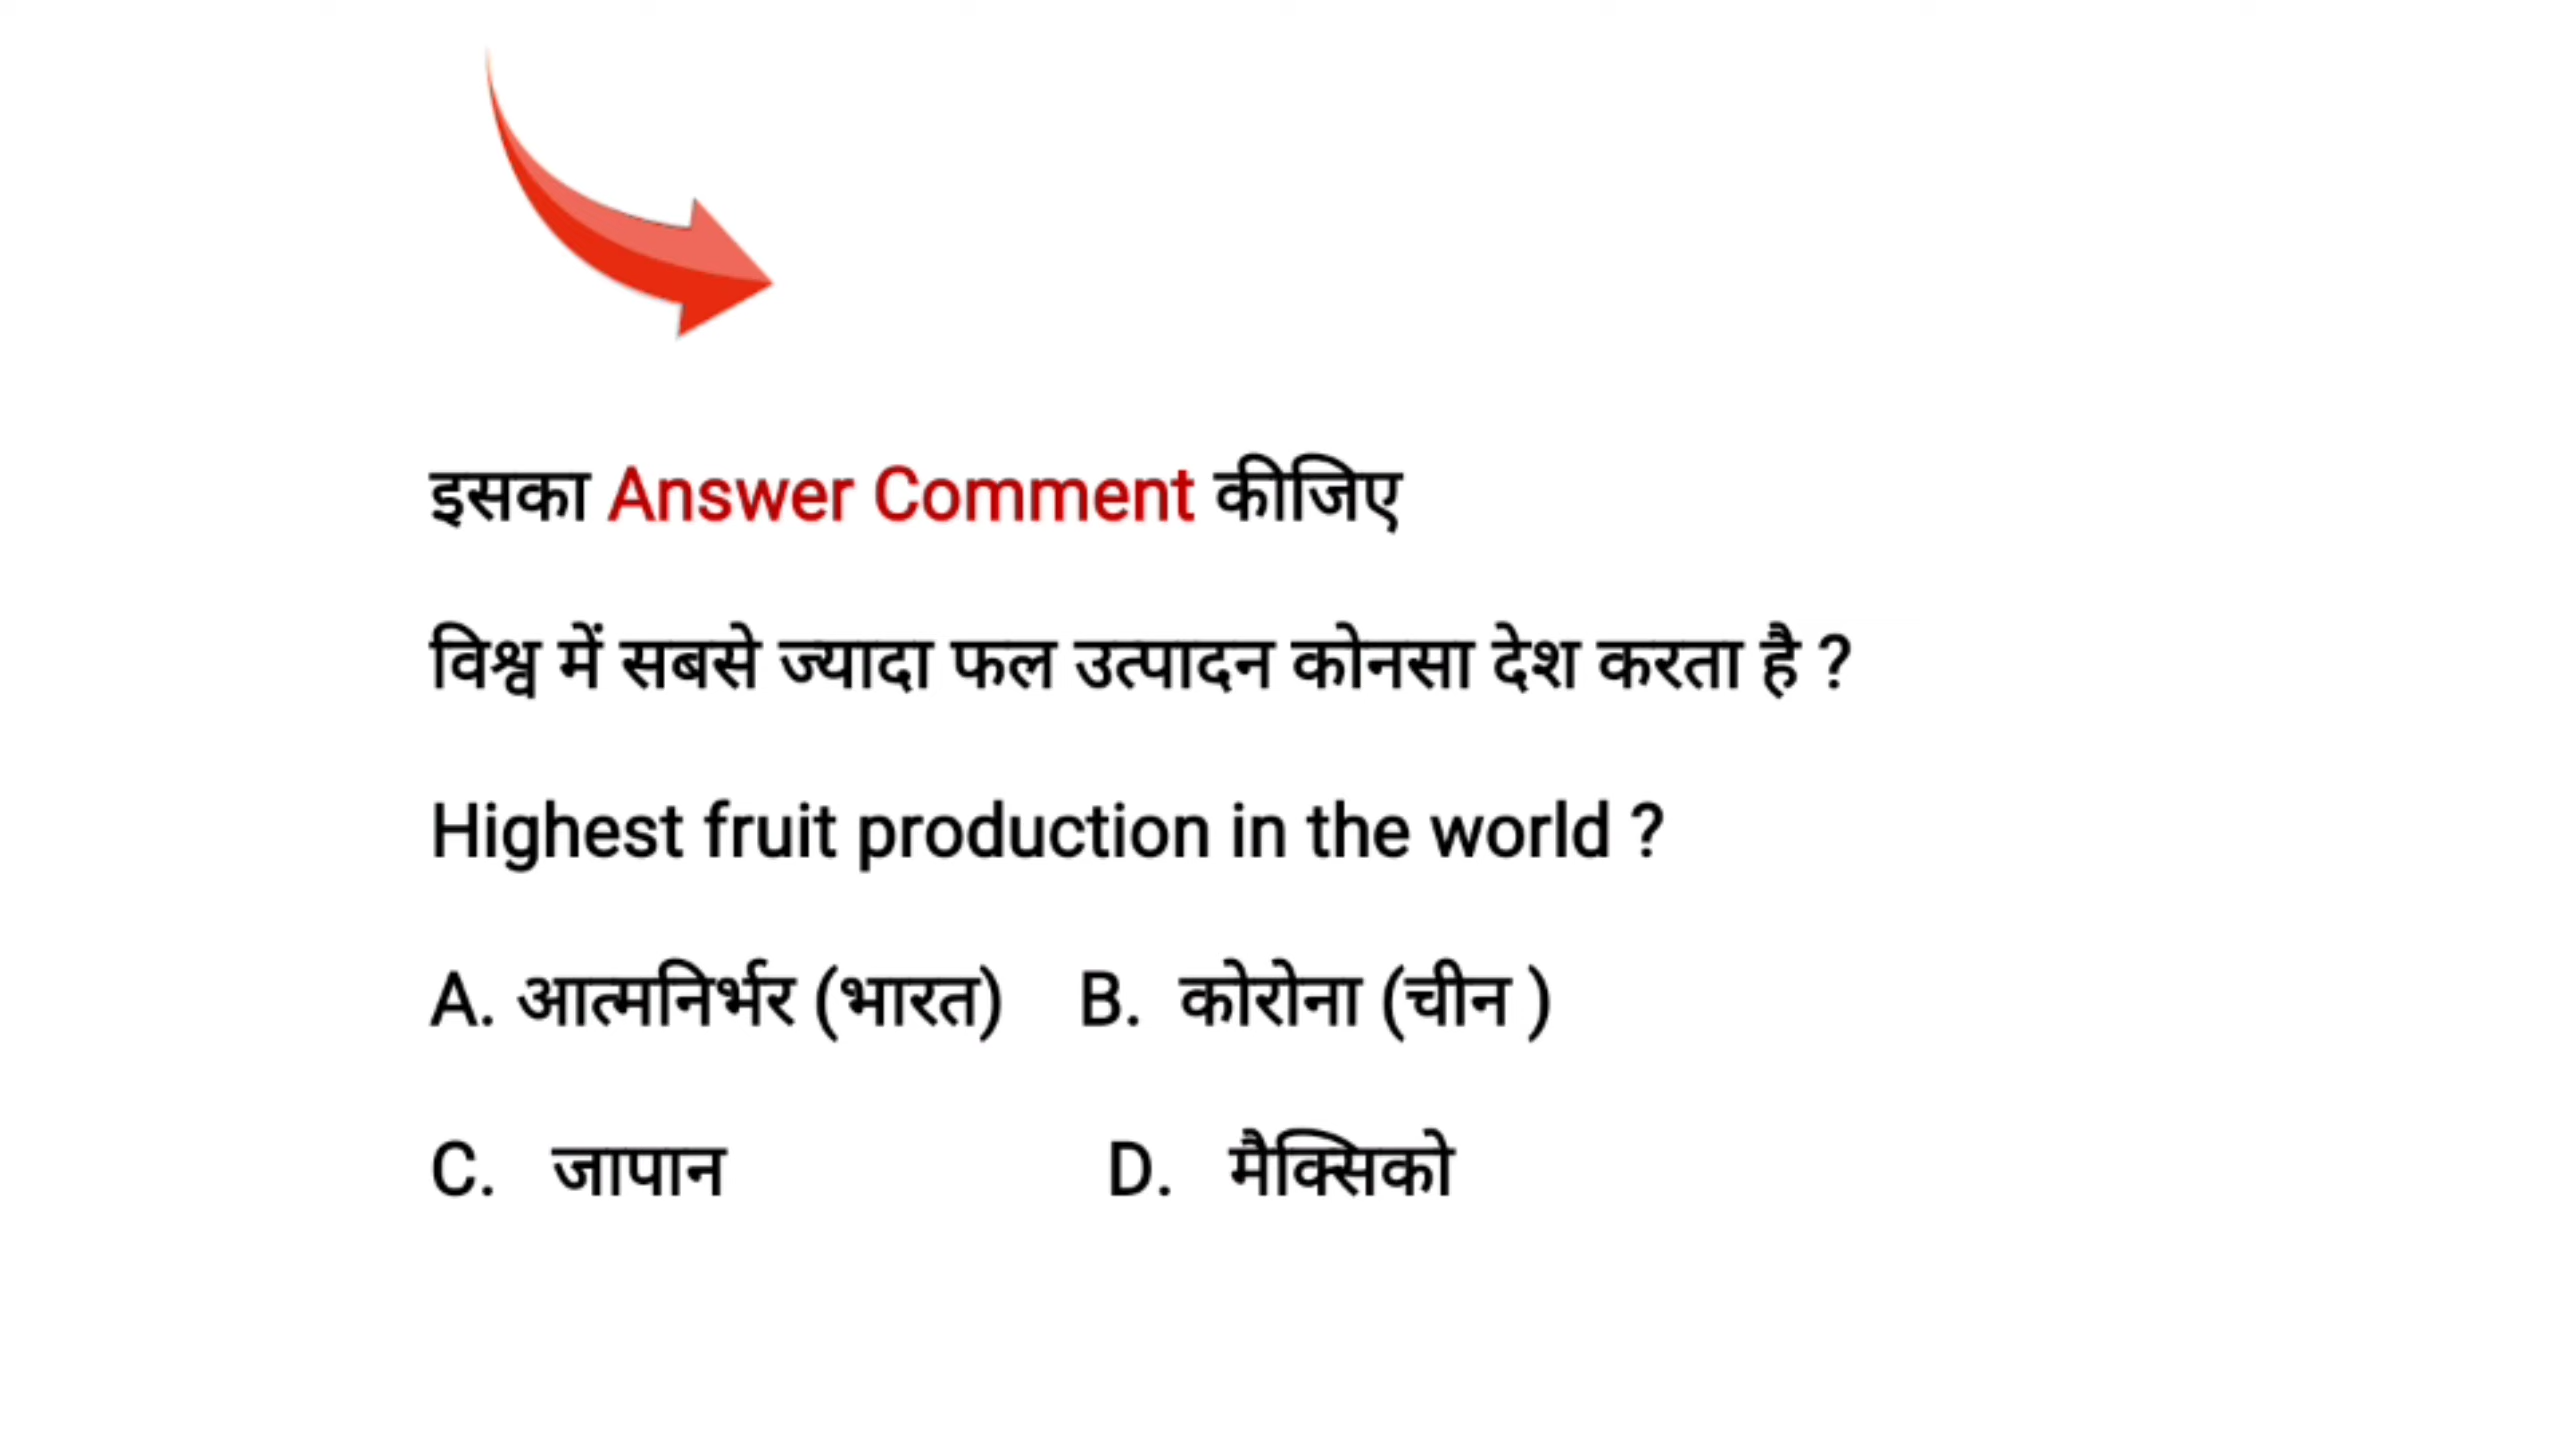 इसका Answer Comment कीजिए
विश्व में सबसे ज्यादा फल उत्पादन कोनसा देश करता है ?
Highest fruit production in the world ?
A. आत्मनिर्भर (भारत) B. कोरोना (चीन )
C. जापान D. मैक्सिको